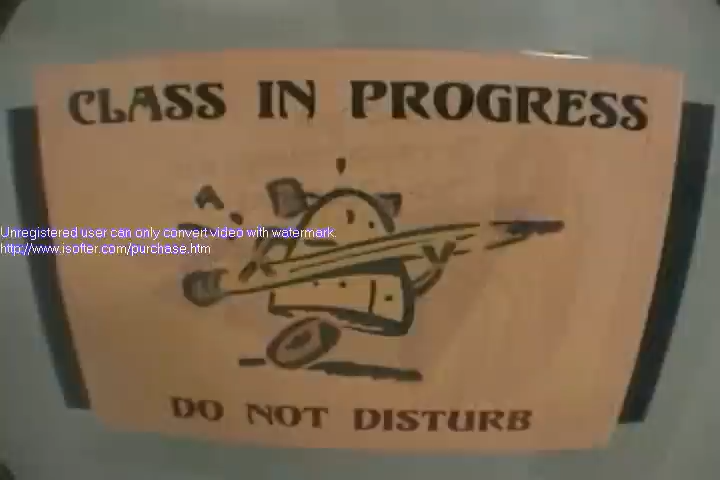 CLASS IN PROGRESS
A
Unregistered user can only convert video with watermark.
http://www.isofter.com/purchase.htm
DO NOT DISTURB